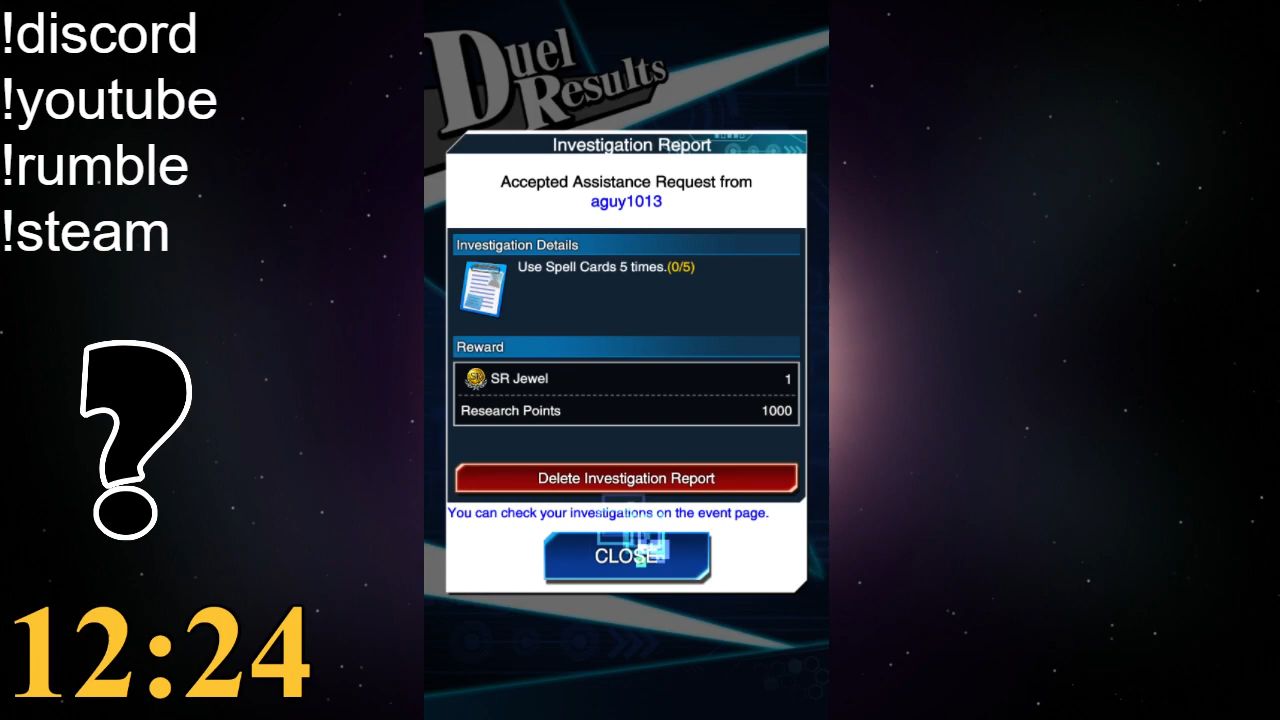 !discord
!youtube
!rumble
!steam
?
12:24
Duel
Results
Investigation Report
Accepted Assistance Request from
aguy1013
Investigation Details
Use Spell Cards 5 times.(0/5)
Reward
SR Jewel 1
Research Points 1000
Delete Investigation Report
You can check your investigations on the event page.
CLOSE